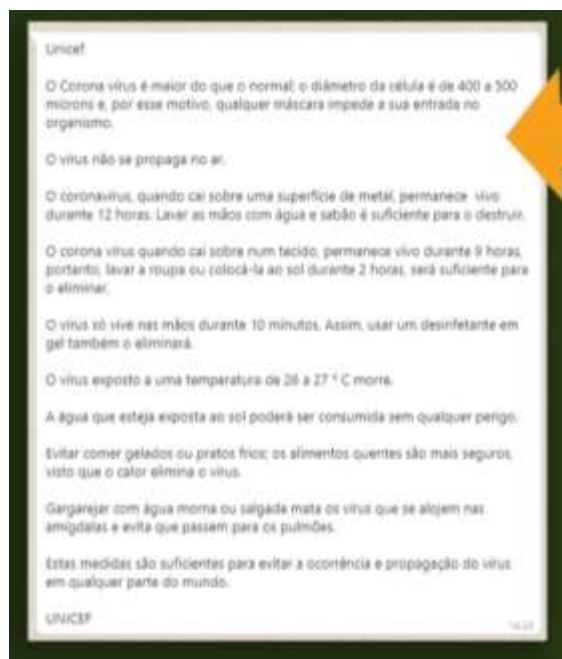 Unicef
O Corona vírus é maior do que o normal; o diâmetro da célula é de 400 a 500
microns e, por esse motivo, qualquer máscara impede a sua entrada no
organismo.
O vírus não se propaga no ar.
O coronavírus, quando cai sobre uma superfície de metal, permanece vivo
durante 12 horas. Lavar as mãos com água e sabão é suficiente para o destruir.
O corona vírus quando cai sobre num tecido, permanece vivo durante 9 horas,
portanto, lavar a roupa ou colocá-la ao sol durante 2 horas, será suficiente para
o eliminar.
O vírus só vive nas mãos durante 10 minutos. Assim, usar um desinfetante em
gel também o eliminará.
O vírus exposto a uma temperatura de 26 a 27 ° C morre.
A água que esteja exposta ao sol poderá ser consumida sem qualquer perigo.
Evitar comer gelados ou pratos frios; os alimentos quentes são mais seguros,
visto que o calor elimina o vírus.
Gargarejar com água morna ou salgada mata os vírus que se alojem nas
amígdalas e evita que passem para os pulmões.
Estas medidas são suficientes para evitar a ocorrência e propagação do vírus
em qualquer parte do mundo.
UNICEF